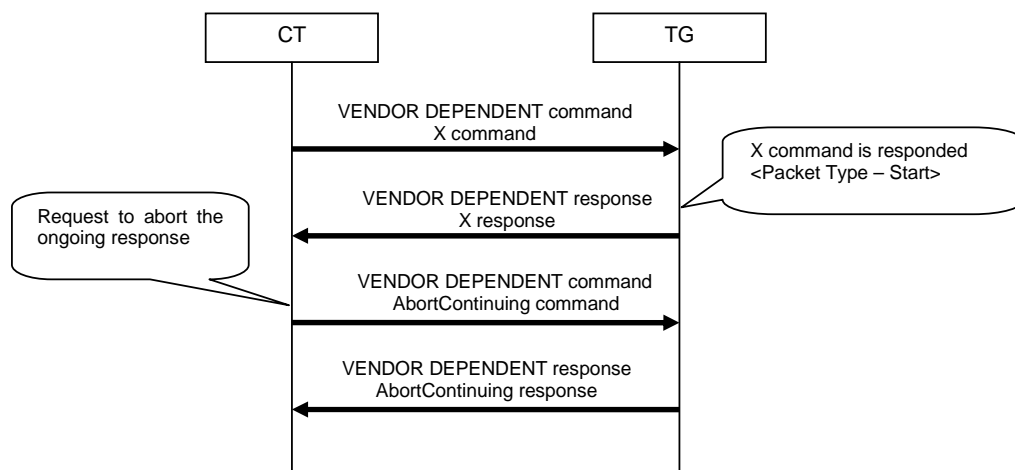 CT
TG
VENDOR DEPENDENT command
X command
X command is responded
<Packet Type – Start>
VENDOR DEPENDENT response
X response
Request to abort the
ongoing response
VENDOR DEPENDENT command
AbortContinuing command
VENDOR DEPENDENT response
AbortContinuing response